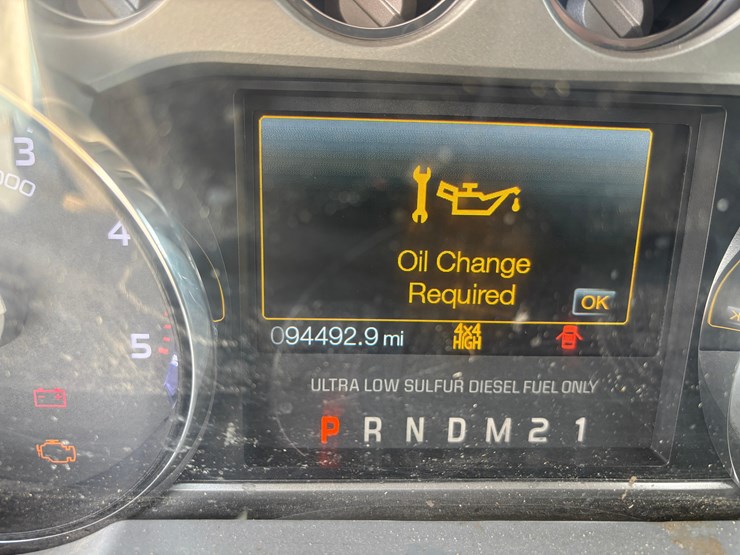 3
000
4
5
Oil Change
Required
OK
094492.9 mi
4x4
HIGH
ULTRA LOW SULFUR DIESEL FUEL ONLY
P R N D M 2 1